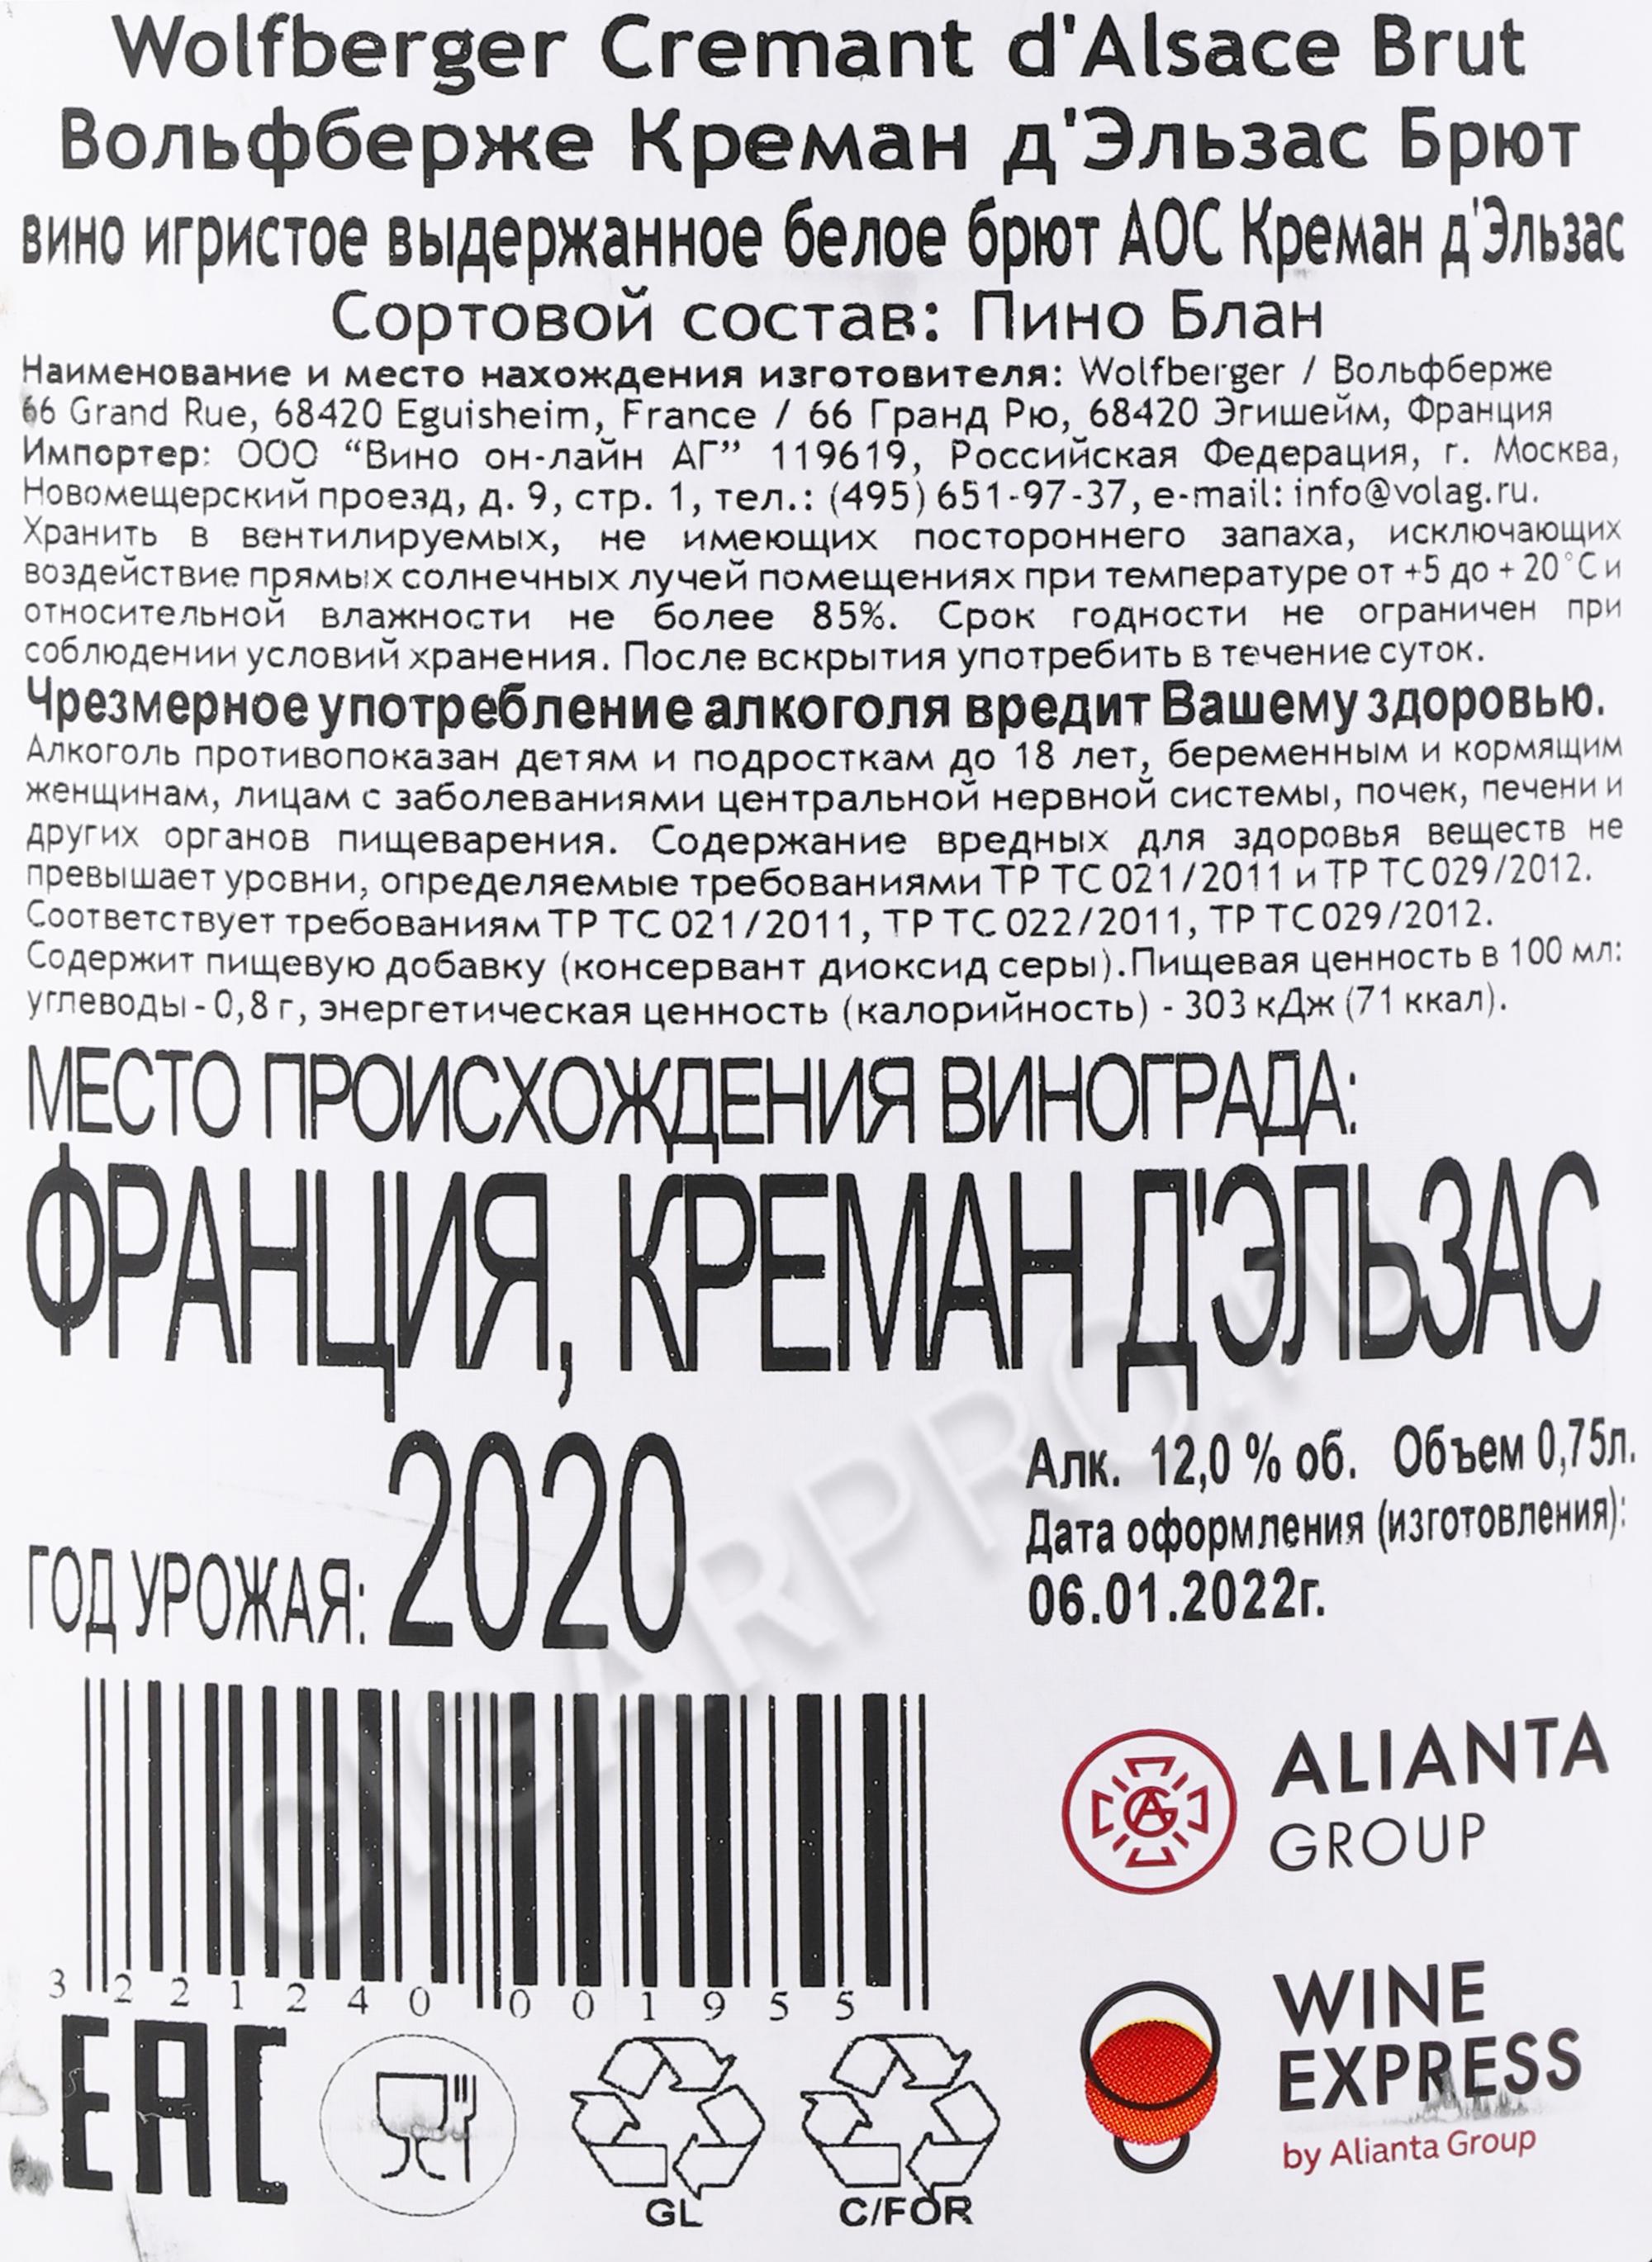 Wolfberger Cremant d'Alsace Brut
Вольфберже Креман д'Эльзас Брют
вино игристое выдержанное белое брют АОС Креман д'Эльзас
Сортовой состав: Пино Блан
Наименование и место нахождения изготовителя: Wolfberger / Вольфберже
66 Grand Rue, 68420 Eguisheim, France / 66 Гранд Рю, 68420 Эгишейм, Франция
Импортер: ООО “Вино он-лайн АГ” 119619, Российская Федерация, г. Москва,
Новомещерский проезд, д. 9, стр. 1, тел.: (495) 651-97-37, e-mail: info@volag.ru.
Хранить в вентилируемых, не имеющих постороннего запаха, исключающих
воздействие прямых солнечных лучей помещениях при температуре от +5 до + 20°С и
относительной влажности не более 85%. Срок годности не ограничен при
соблюдении условий хранения. После вскрытия употребить в течение суток.
Чрезмерное употребление алкоголя вредит Вашему здоровью.
Алкоголь противопоказан детям и подросткам до 18 лет, беременным и кормящим
женщинам, лицам с заболеваниями центральной нервной системы, почек, печени и
других органов пищеварения. Содержание вредных для здоровья веществ не
превышает уровни, определяемые требованиями ТР ТС 021/2011 и ТР ТС 029/2012.
Соответствует требованиям ТР ТС 021/2011, ТР ТС 022/2011, ТР ТС 029/2012.
Содержит пищевую добавку (консервант диоксид серы).Пищевая ценность в 100 мл:
углеводы - 0,8 г, энергетическая ценность (калорийность) - 303 кДж (71 ккал).
МЕСТО ПРОИСХОЖДЕНИЯ ВИНОГРАДА:
ФРАНЦИЯ, КРЕМАН Д'ЭЛЬЗАС
ГОД УРОЖАЯ: 2020
Алк. 12,0 % об. Объем 0,75л.
Дата оформления (изготовления):
06.01.2022г.
3 221240 001955
ALIANTA
GROUP
WINE
EXPRESS
by Alianta Group
EAC
GL
C/FOR
CIGARPRO.RU